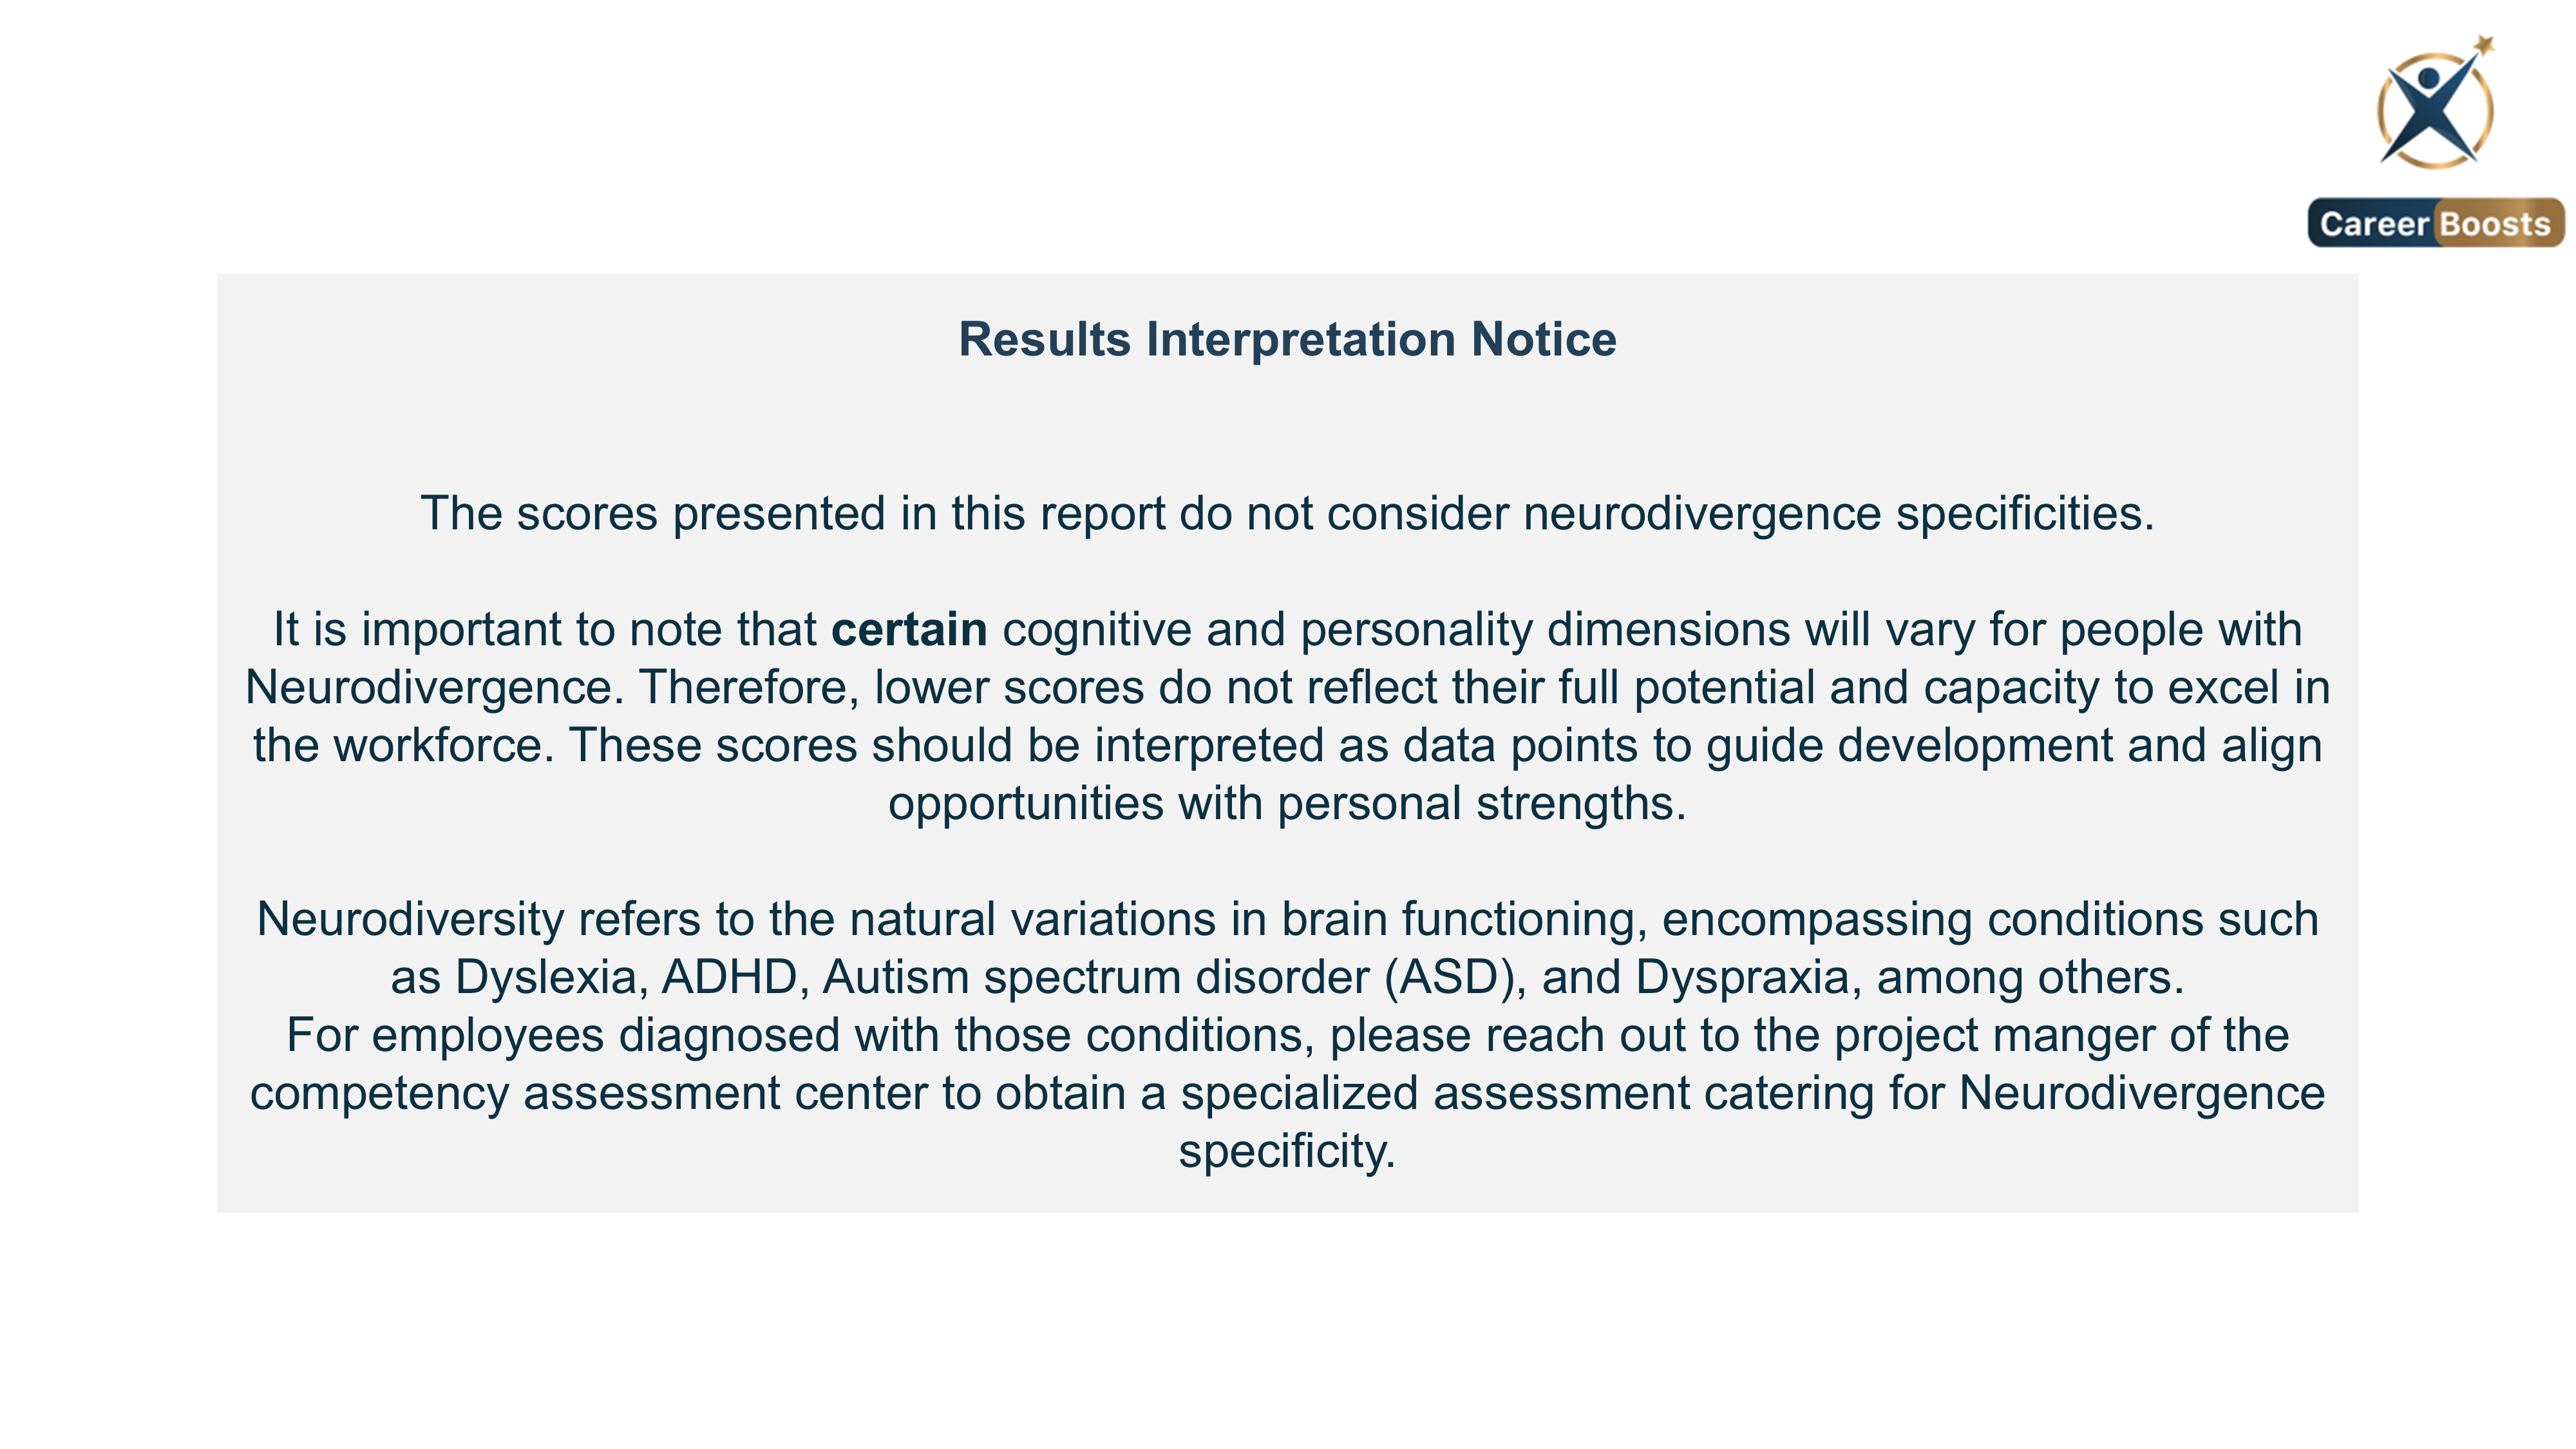 Career Boosts
Results Interpretation Notice
The scores presented in this report do not consider neurodivergence specificities.
It is important to note that certain cognitive and personality dimensions will vary for people with
Neurodivergence. Therefore, lower scores do not reflect their full potential and capacity to excel in
the workforce. These scores should be interpreted as data points to guide development and align
opportunities with personal strengths.
Neurodiversity refers to the natural variations in brain functioning, encompassing conditions such
as Dyslexia, ADHD, Autism spectrum disorder (ASD), and Dyspraxia, among others.
For employees diagnosed with those conditions, please reach out to the project manger of the
competency assessment center to obtain a specialized assessment catering for Neurodivergence
specificity.